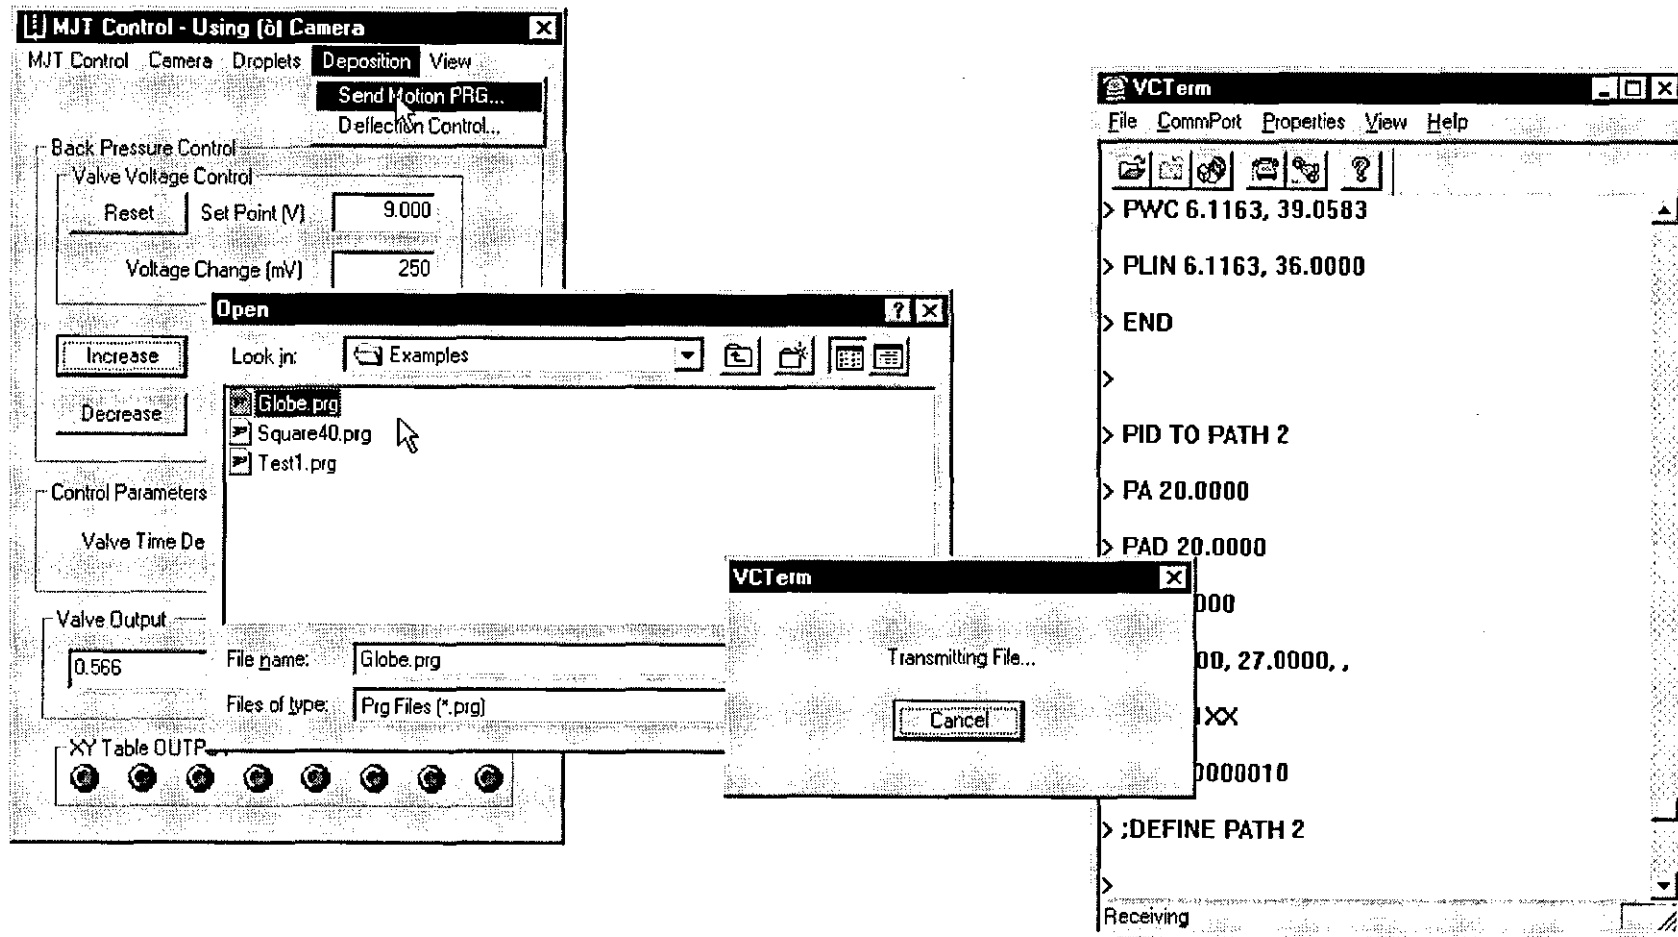 MJT Control - Using [ò] Camera
MJT Control Camera Droplets Deposition View
Send Motion PRG...
Deflection Control...
Back Pressure Control
Valve Voltage Control
Reset Set Point (V) 9.000
Voltage Change (mV) 250
Increase
Decrease
Control Parameters
Valve Time De
Valve Output
0.566
XY Table OUTP
Open
Look in: Examples
Globe.prg
Square40.prg
Test1.prg
File name: Globe.prg
Files of type: Prg Files (*.prg)
VCTerm
Transmitting File...
Cancel
VCTerm
File CommPort Properties View Help
> PWC 6.1163, 39.0583
> PLIN 6.1163, 36.0000
> END
>
> PID TO PATH 2
> PA 20.0000
> PAD 20.0000
000
00, 27.0000, ,
1XX
0000010
> ;DEFINE PATH 2
>
Receiving